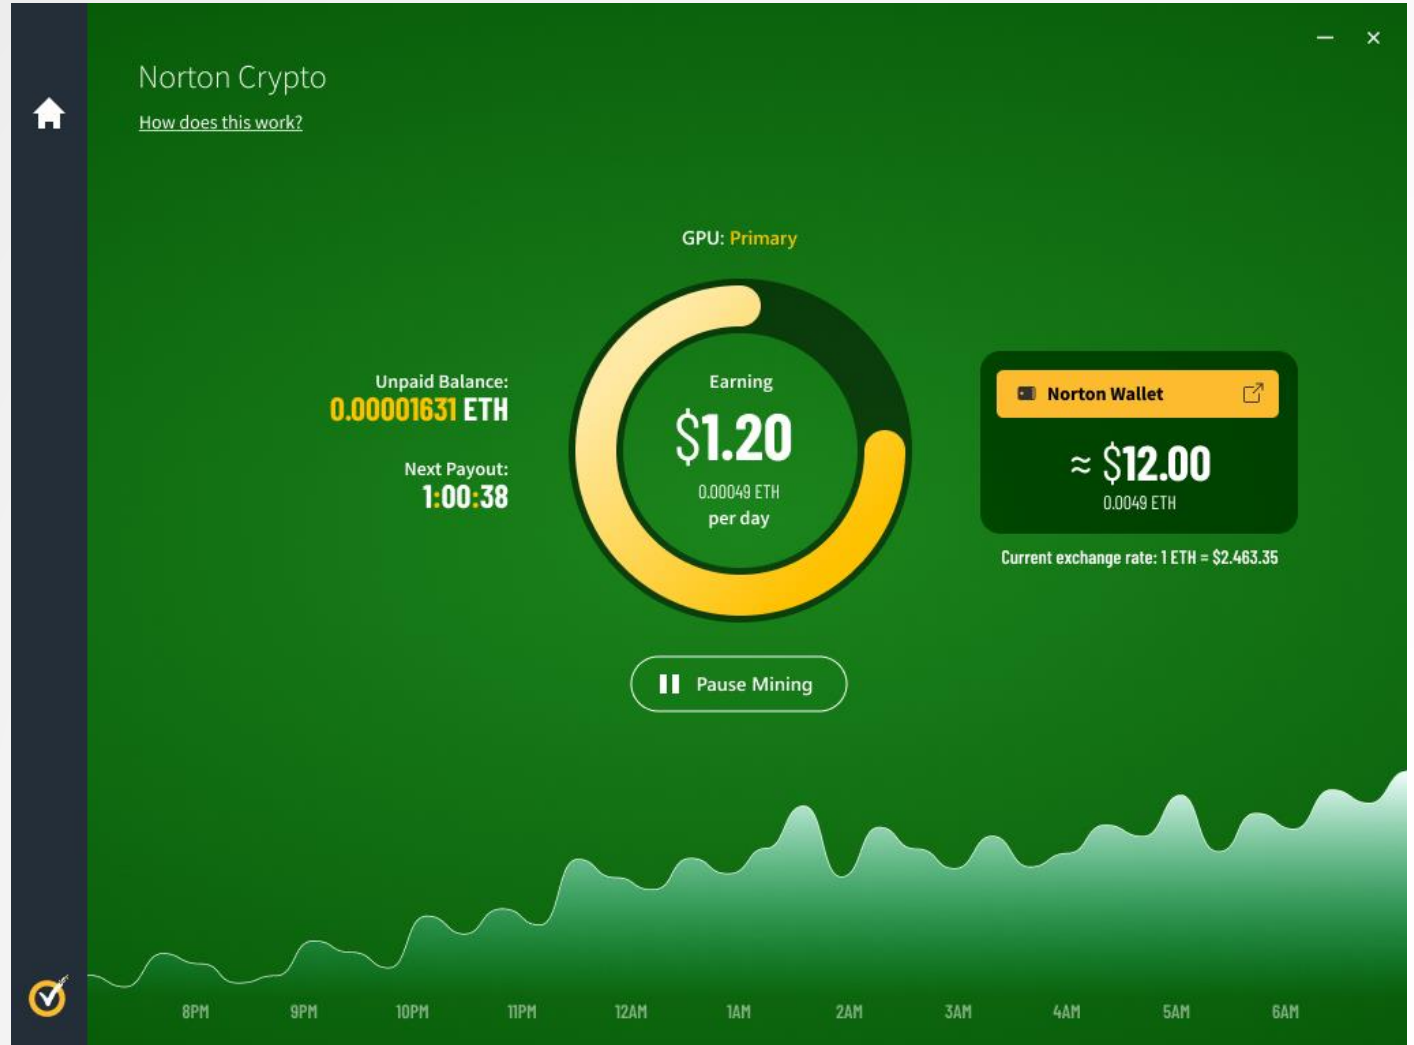 Norton Crypto
How does this work?
GPU: Primary
Unpaid Balance:
0.00001631 ETH
Next Payout:
1:00:38
Earning
$1.20
0.00049 ETH
per day
Norton Wallet
≈ $12.00
0.0049 ETH
Current exchange rate: 1 ETH = $2.463.35
Pause Mining
8PM 9PM 10PM 11PM 12AM 1AM 2AM 3AM 4AM 5AM 6AM